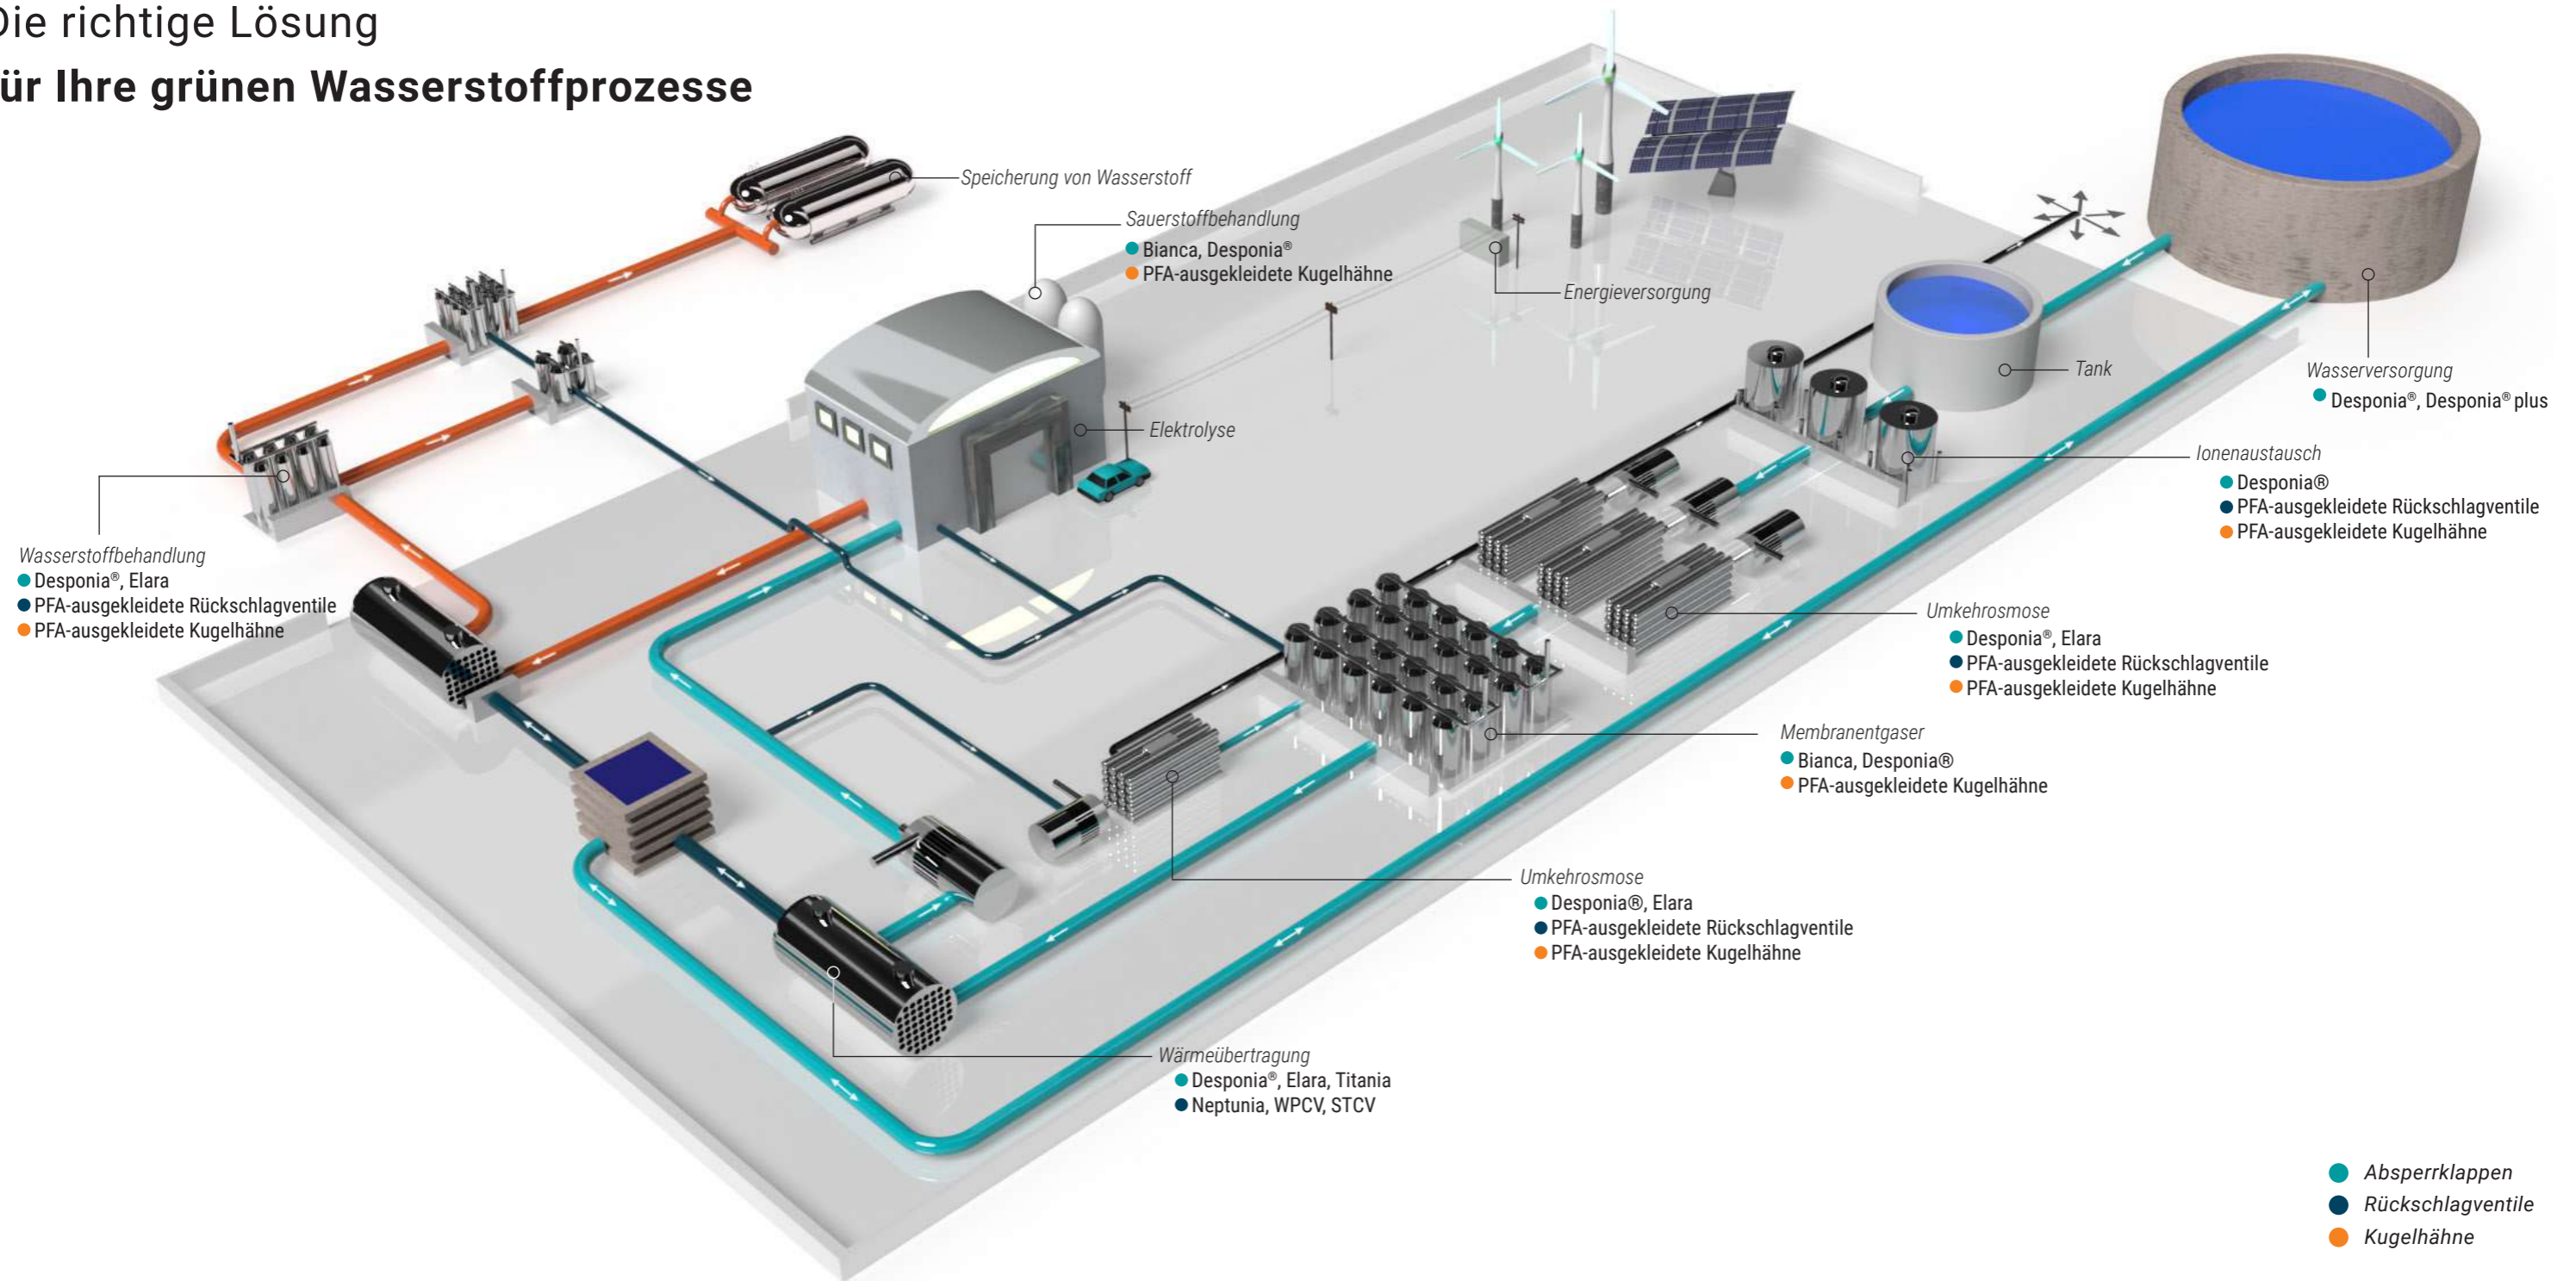 Die richtige Lösung
ür Ihre grünen Wasserstoffprozesse
Speicherung von Wasserstoff
Sauerstoffbehandlung
Bianca, Desponia®
PFA-ausgekleidete Kugelhähne
Energieversorgung
Elektrolyse
Tank
Wasserversorgung
Desponia®, Desponia® plus
Ionenaustausch
Desponia®
PFA-ausgekleidete Rückschlagventile
PFA-ausgekleidete Kugelhähne
Wasserstoffbehandlung
Desponia®, Elara
PFA-ausgekleidete Rückschlagventile
PFA-ausgekleidete Kugelhähne
Umkehrosmose
Desponia®, Elara
PFA-ausgekleidete Rückschlagventile
PFA-ausgekleidete Kugelhähne
Membranentgaser
Bianca, Desponia®
PFA-ausgekleidete Kugelhähne
Umkehrosmose
Desponia®, Elara
PFA-ausgekleidete Rückschlagventile
PFA-ausgekleidete Kugelhähne
Wärmeübertragung
Desponia®, Elara, Titania
Neptunia, WPCV, STCV
Absperrklappen
Rückschlagventile
Kugelhähne